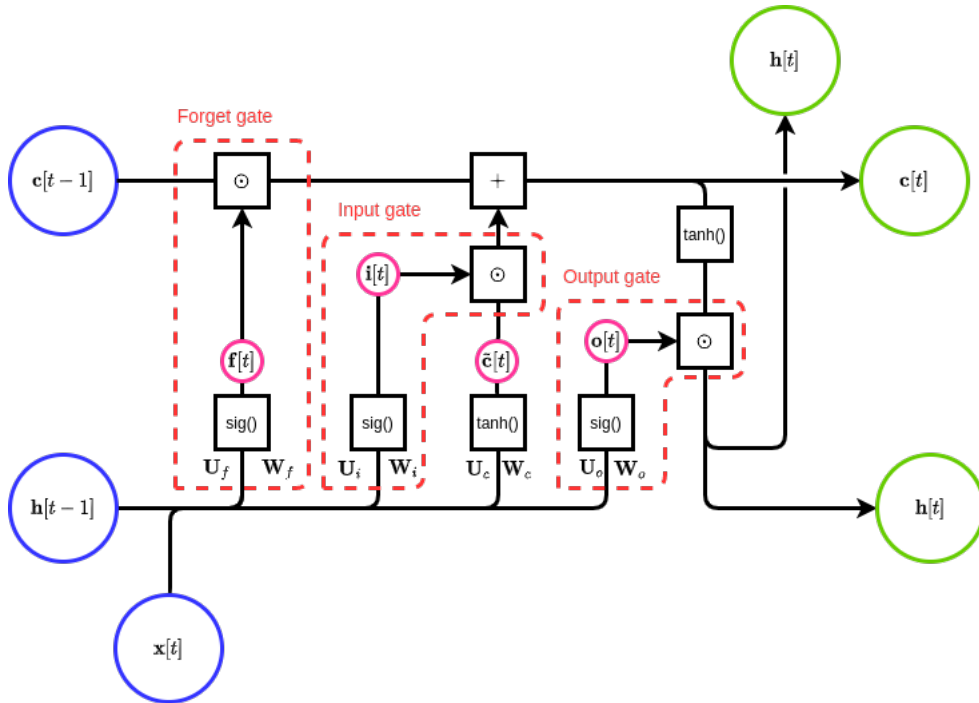 h[t]
Forget gate
c[t − 1]
⊙
+
c[t]
Input gate
tanh()
i[t]
⊙
Output gate
f[t]
c̃[t]
o[t]
⊙
sig()
sig()
tanh()
sig()
U_f W_f
U_i W_i
U_c W_c
U_o W_o
h[t − 1]
h[t]
x[t]